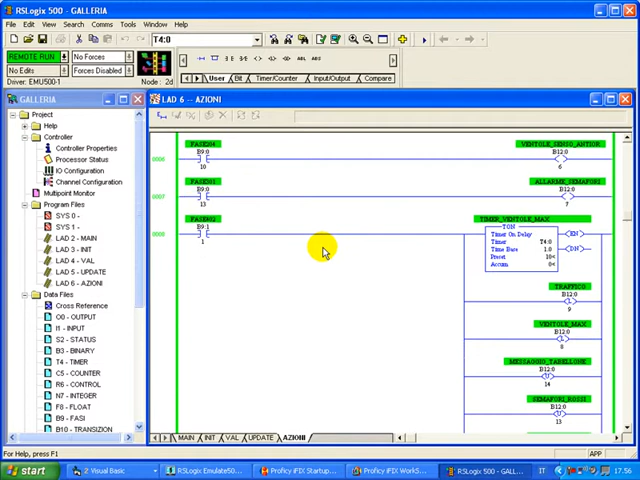 RSLogix 500 - GALLERIA
File Edit View Search Comms Tools Window Help
T4:0
REMOTE RUN No Forces
No Edits Forces Disabled
Driver: EMU500-1 Node: 2d
User Bit Timer/Counter Input/Output Compare
GALLERIA
Project
Help
Controller
Controller Properties
Processor Status
IO Configuration
Channel Configuration
Multipoint Monitor
Program Files
SYS 0 -
SYS 1 -
LAD 2 - MAIN
LAD 3 - INIT
LAD 4 - VAL
LAD 5 - UPDATE
LAD 6 - AZIONI
Data Files
Cross Reference
O0 - OUTPUT
I1 - INPUT
S2 - STATUS
B3 - BINARY
T4 - TIMER
C5 - COUNTER
R6 - CONTROL
N7 - INTEGER
F8 - FLOAT
B9 - FASI
B10 - TRANSIZION
LAD 6 -- AZIONI
0006
B9:0
10
VENTOLE_SENSO_ANTIOR
B12:0
6
0007
B9:0
13
ALLARME_SEMAFORI
B12:0
7
0008
B9:1
1
TIMER_VENTOLE_MAX
TON
Timer On Delay EN
Timer T4:0
Time Base 1.0 DN
Preset 10<
Accum 0<
TRAFFICO
B12:0
L
9
VENTOLE_MAX
B12:0
L
8
MESSAGGIO_TABELLONE
B12:0
U
14
SEMAFORI_ROSSI
B12:0
U
13
MAIN INIT VAL UPDATE AZIONI
For Help, press F1
APP
start
2 Visual Basic
RSLogix Emulate50...
Proficy iFIX Startup...
Proficy iFIX WorkS...
RSLogix 500 - GALL...
IT
17.56